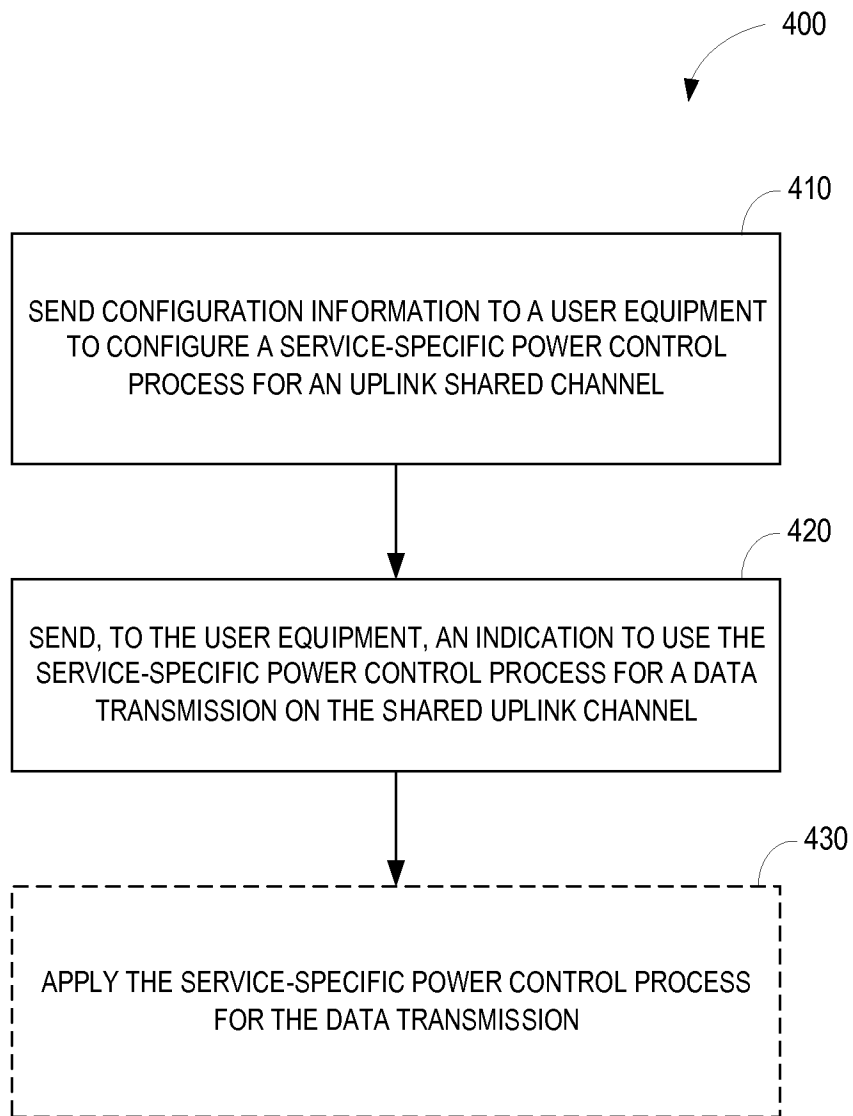 400
410
SEND CONFIGURATION INFORMATION TO A USER EQUIPMENT
TO CONFIGURE A SERVICE-SPECIFIC POWER CONTROL
PROCESS FOR AN UPLINK SHARED CHANNEL
420
SEND, TO THE USER EQUIPMENT, AN INDICATION TO USE THE
SERVICE-SPECIFIC POWER CONTROL PROCESS FOR A DATA
TRANSMISSION ON THE SHARED UPLINK CHANNEL
430
APPLY THE SERVICE-SPECIFIC POWER CONTROL PROCESS
FOR THE DATA TRANSMISSION